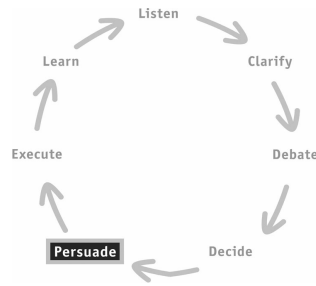 Listen
Clarify
Debate
Decide
Persuade
Execute
Learn